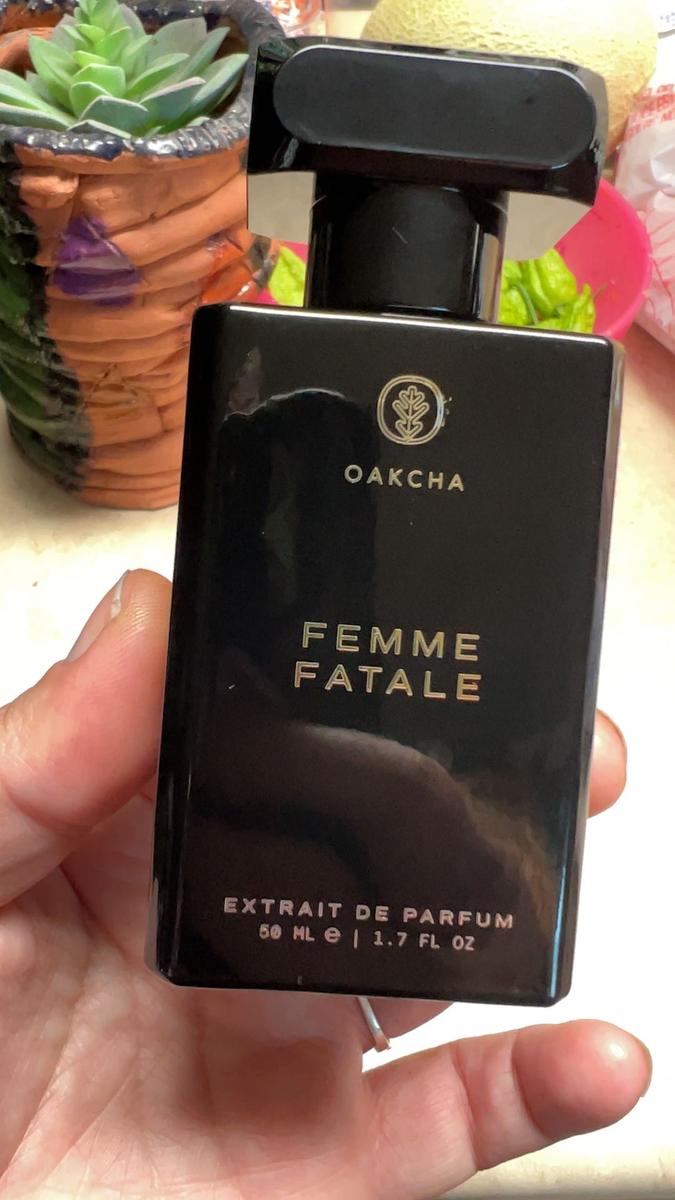 OAKCHA
FEMME
FATALE
EXTRAIT DE PARFUM
50 ML ℮ | 1.7 FL OZ